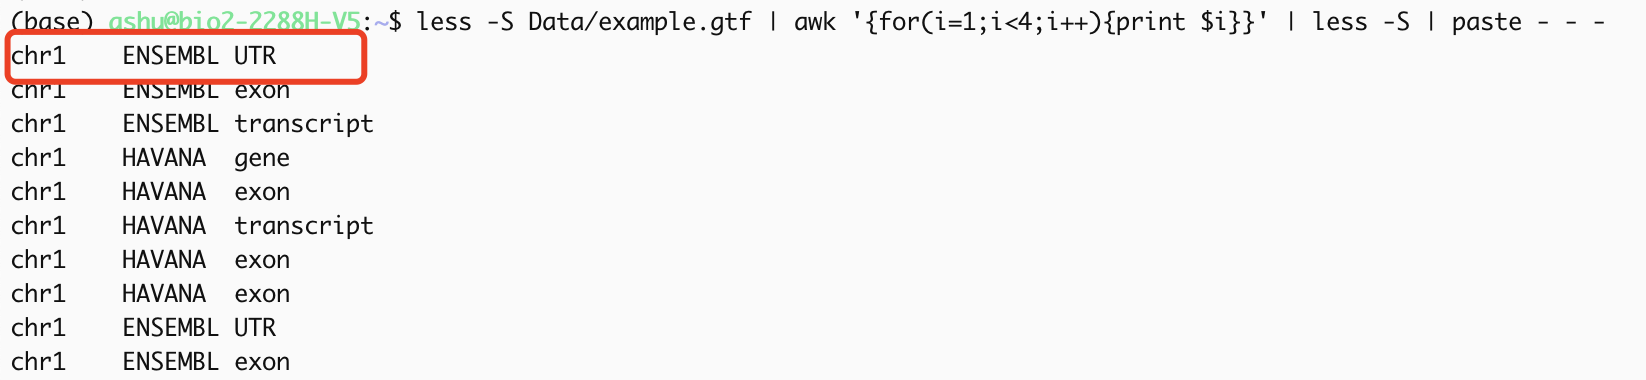 (base) ashu@bio2-2288H-V5:~$ less -S Data/example.gtf | awk '{for(i=1;i<4;i++){print $i}}' | less -S | paste - - -
chr1    ENSEMBL UTR
chr1    ENSEMBL exon
chr1    ENSEMBL transcript
chr1    HAVANA  gene
chr1    HAVANA  exon
chr1    HAVANA  transcript
chr1    HAVANA  exon
chr1    HAVANA  exon
chr1    ENSEMBL UTR
chr1    ENSEMBL exon